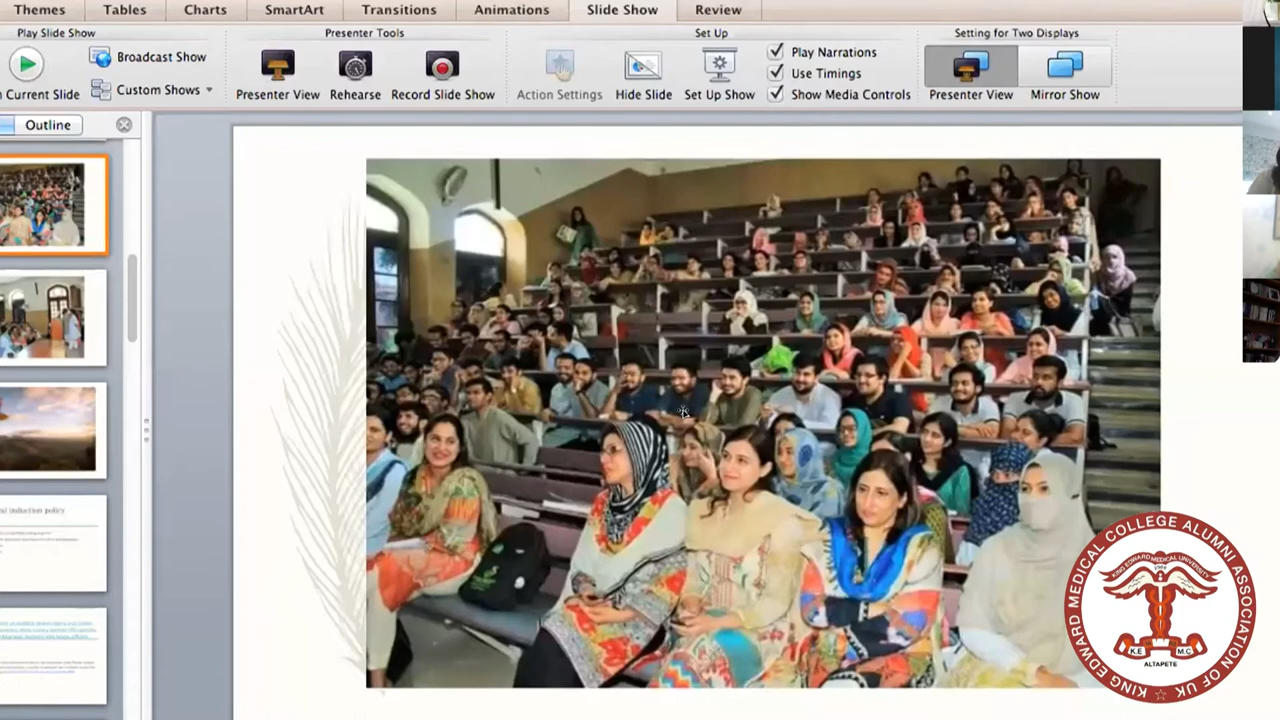 Themes
Tables
Charts
SmartArt
Transitions
Animations
Slide Show
Review
Play Slide Show
Presenter Tools
Set Up
Setting for Two Displays
Current Slide
Broadcast Show
Custom Shows
Presenter View
Rehearse
Record Slide Show
Action Settings
Hide Slide
Set Up Show
Play Narrations
Use Timings
Show Media Controls
Presenter View
Mirror Show
Outline
induction policy
KING EDWARD MEDICAL COLLEGE ALUMNI ASSOCIATION OF UK
KING EDWARD MEDICAL UNIVERSITY
K.E
M.C
ALTAPETE